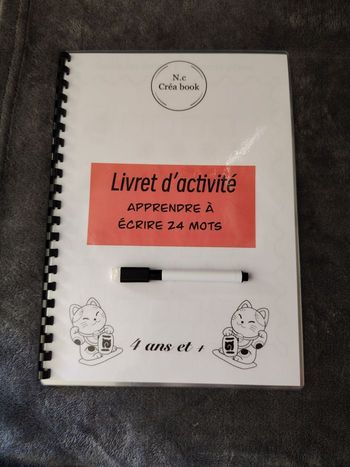 N.c
Créa book
Livret d'activité
APPRENDRE À
ÉCRIRE 24 MOTS
4 ans et +